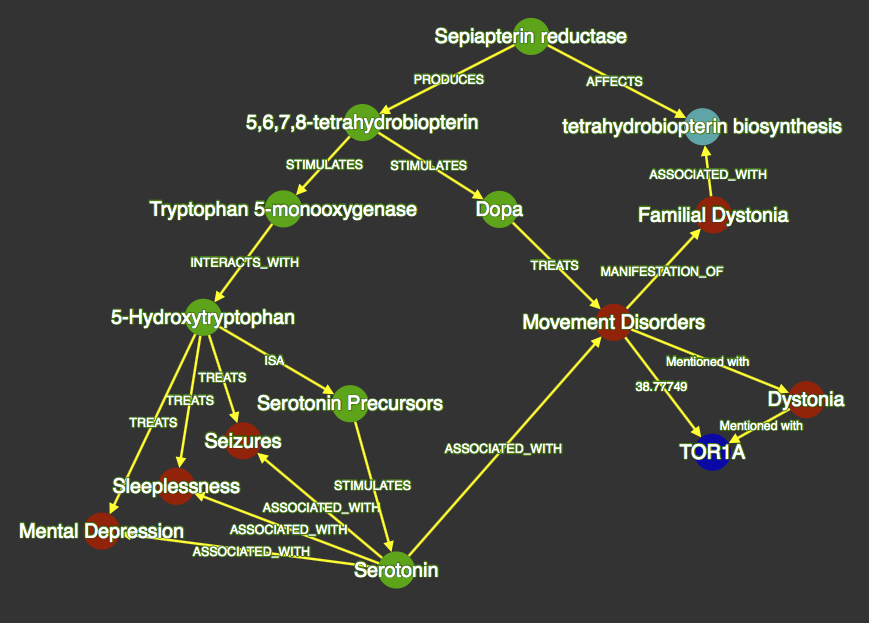 Sepiapterin reductase
PRODUCES
AFFECTS
5,6,7,8-tetrahydrobiopterin
tetrahydrobiopterin biosynthesis
STIMULATES
STIMULATES
ASSOCIATED_WITH
Tryptophan 5-monooxygenase
Dopa
Familial Dystonia
INTERACTS_WITH
TREATS
MANIFESTATION_OF
5-Hydroxytryptophan
Movement Disorders
ISA
Mentioned with
TREATS
38.77749
TREATS
Serotonin Precursors
Dystonia
TREATS
Mentioned with
Seizures
ASSOCIATED_WITH
TOR1A
Sleeplessness
STIMULATES
ASSOCIATED_WITH
Mental Depression
ASSOCIATED_WITH
ASSOCIATED_WITH
Serotonin